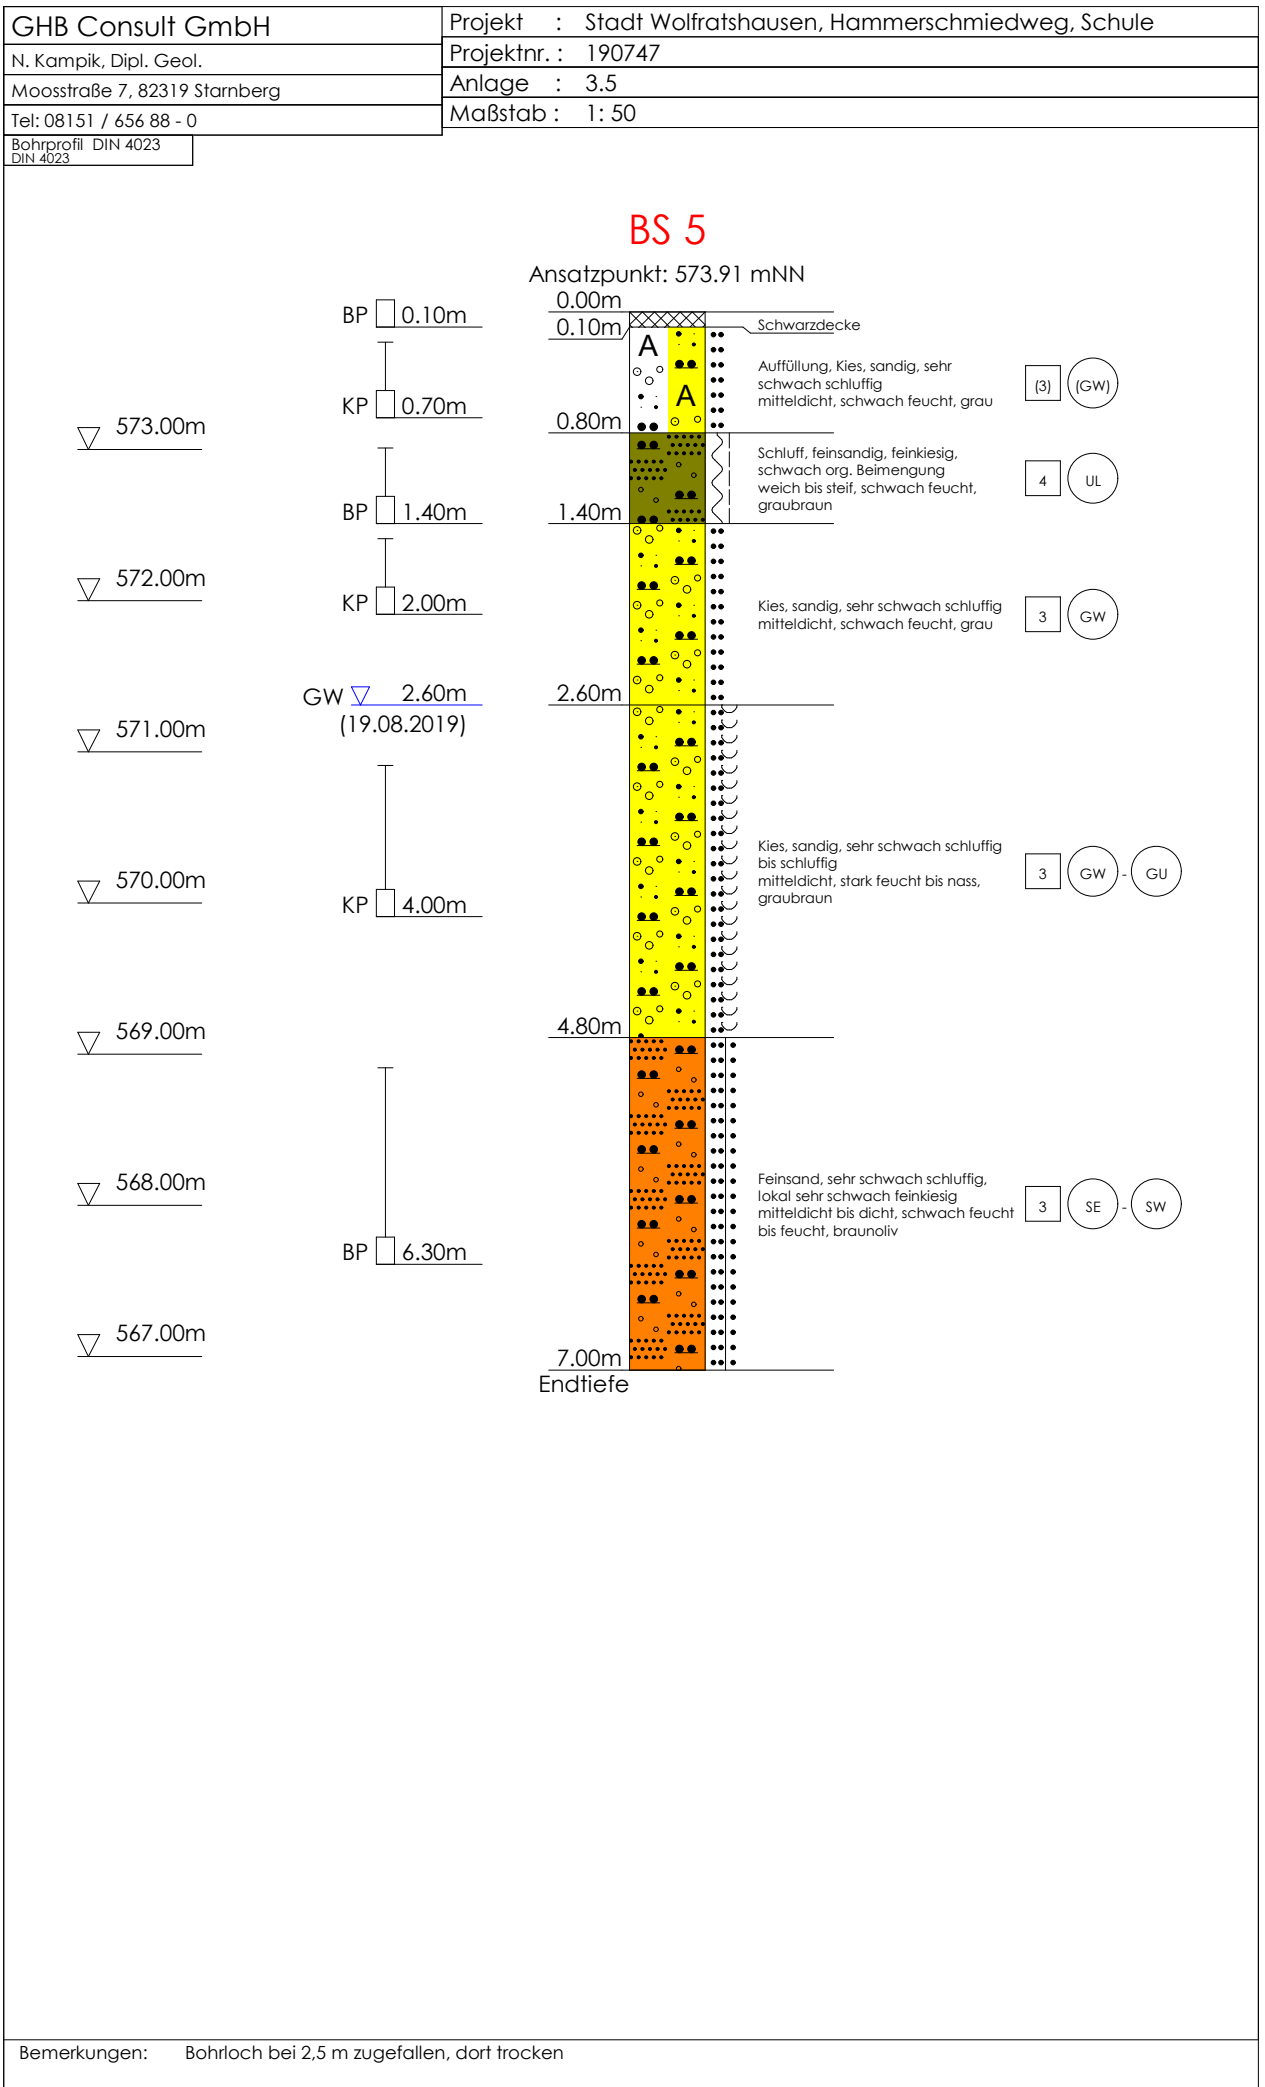 GHB Consult GmbH
N. Kampik, Dipl. Geol.
Moosstraße 7, 82319 Starnberg
Tel: 08151 / 656 88 - 0
Projekt : Stadt Wolfratshausen, Hammerschmiedweg, Schule
Projektnr. : 190747
Anlage : 3.5
Maßstab : 1: 50
Bohrprofil DIN 4023
DIN 4023
BS 5
Ansatzpunkt: 573.91 mNN
0.00m
BP 0.10m
0.10m
Schwarzdecke
A
A
Auffüllung, Kies, sandig, sehr
schwach schluffig
mitteldicht, schwach feucht, grau
(3) (GW)
KP 0.70m
0.80m
573.00m
Schluff, feinsandig, feinkiesig,
schwach org. Beimengung
weich bis steif, schwach feucht,
graubraun
4 UL
BP 1.40m
1.40m
572.00m
KP 2.00m
Kies, sandig, sehr schwach schluffig
mitteldicht, schwach feucht, grau
3 GW
GW 2.60m
(19.08.2019)
2.60m
571.00m
Kies, sandig, sehr schwach schluffig
bis schluffig
mitteldicht, stark feucht bis nass,
graubraun
3 GW - GU
570.00m
KP 4.00m
569.00m
4.80m
568.00m
Feinsand, sehr schwach schluffig,
lokal sehr schwach feinkiesig
mitteldicht bis dicht, schwach feucht
bis feucht, braunoliv
3 SE - SW
BP 6.30m
567.00m
7.00m
Endtiefe
Bemerkungen: Bohrloch bei 2,5 m zugefallen, dort trocken